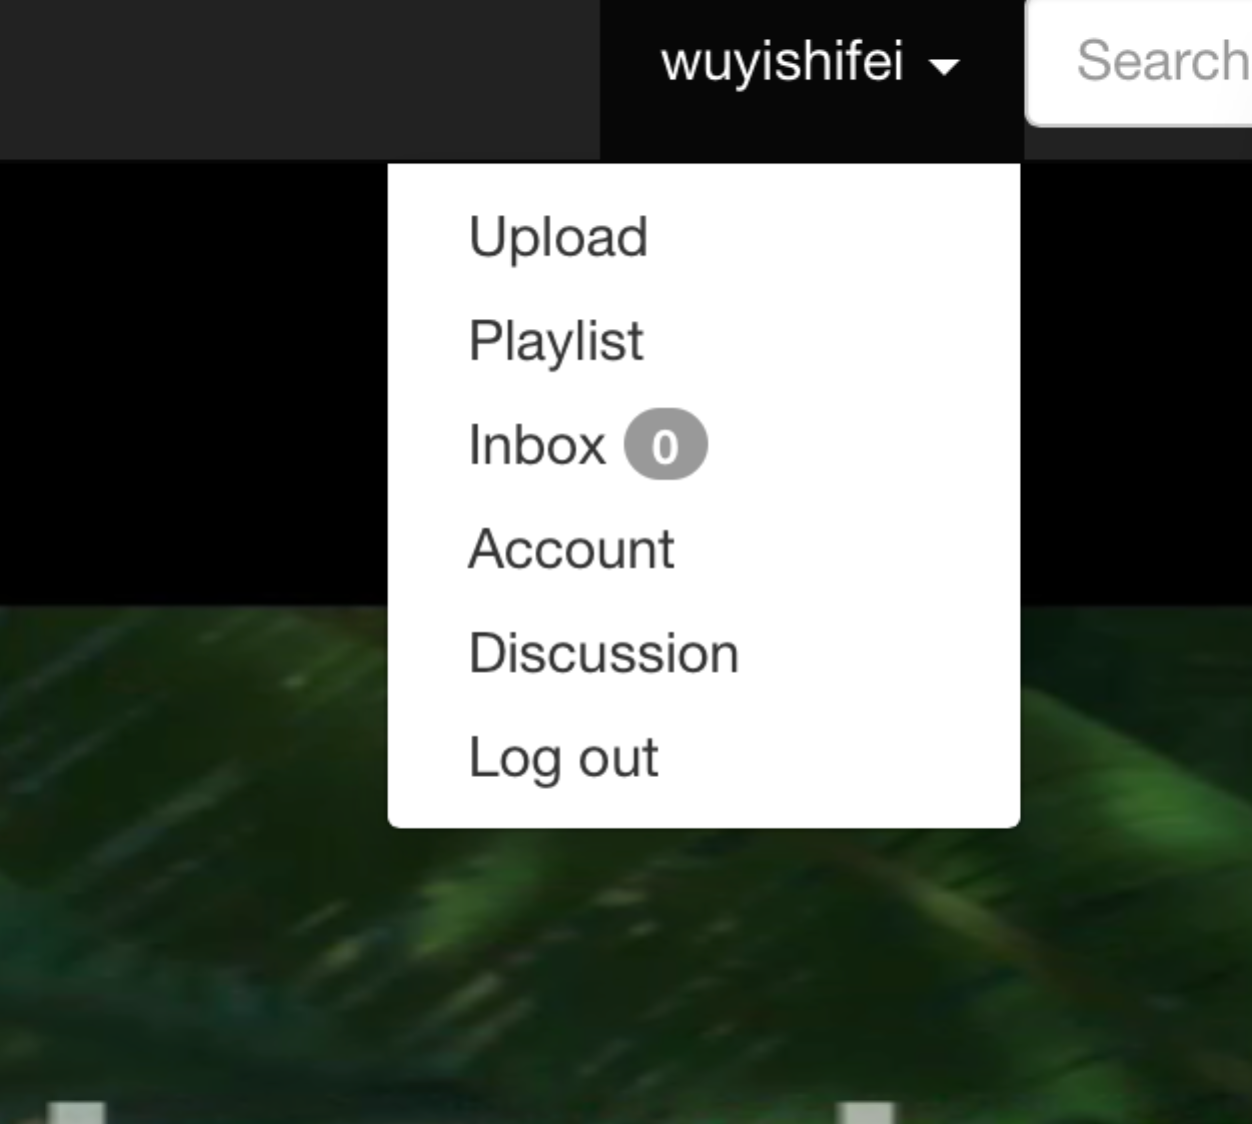 wuyishifei
Search
Upload
Playlist
Inbox 0
Account
Discussion
Log out